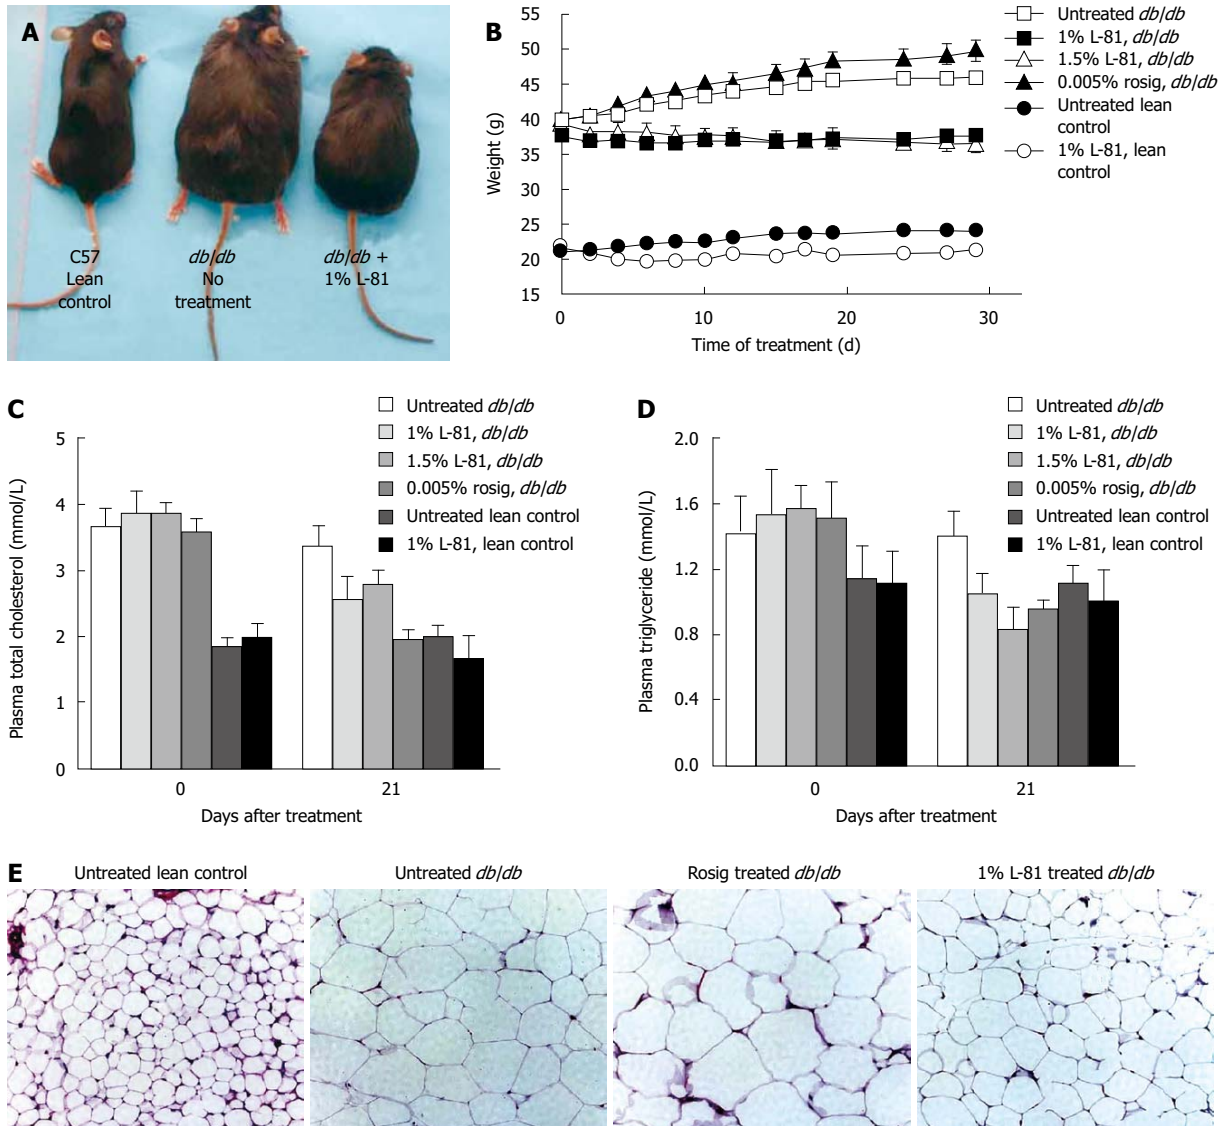 A
C57
Lean
control
db/db
No
treatment
db/db +
1% L-81
B
Untreated db/db
1% L-81, db/db
1.5% L-81, db/db
0.005% rosig, db/db
Untreated lean
control
1% L-81, lean
control
55
50
45
40
35
30
25
20
15
Weight (g)
0 10 20 30
Time of treatment (d)
C
Untreated db/db
1% L-81, db/db
1.5% L-81, db/db
0.005% rosig, db/db
Untreated lean control
1% L-81, lean control
5
4
3
2
1
0
Plasma total cholesterol (mmol/L)
0 21
Days after treatment
D
Untreated db/db
1% L-81, db/db
1.5% L-81, db/db
0.005% rosig, db/db
Untreated lean control
1% L-81, lean control
2.0
1.6
1.2
0.8
0.4
0.0
Plasma triglyceride (mmol/L)
0 21
Days after treatment
E
Untreated lean control
Untreated db/db
Rosig treated db/db
1% L-81 treated db/db